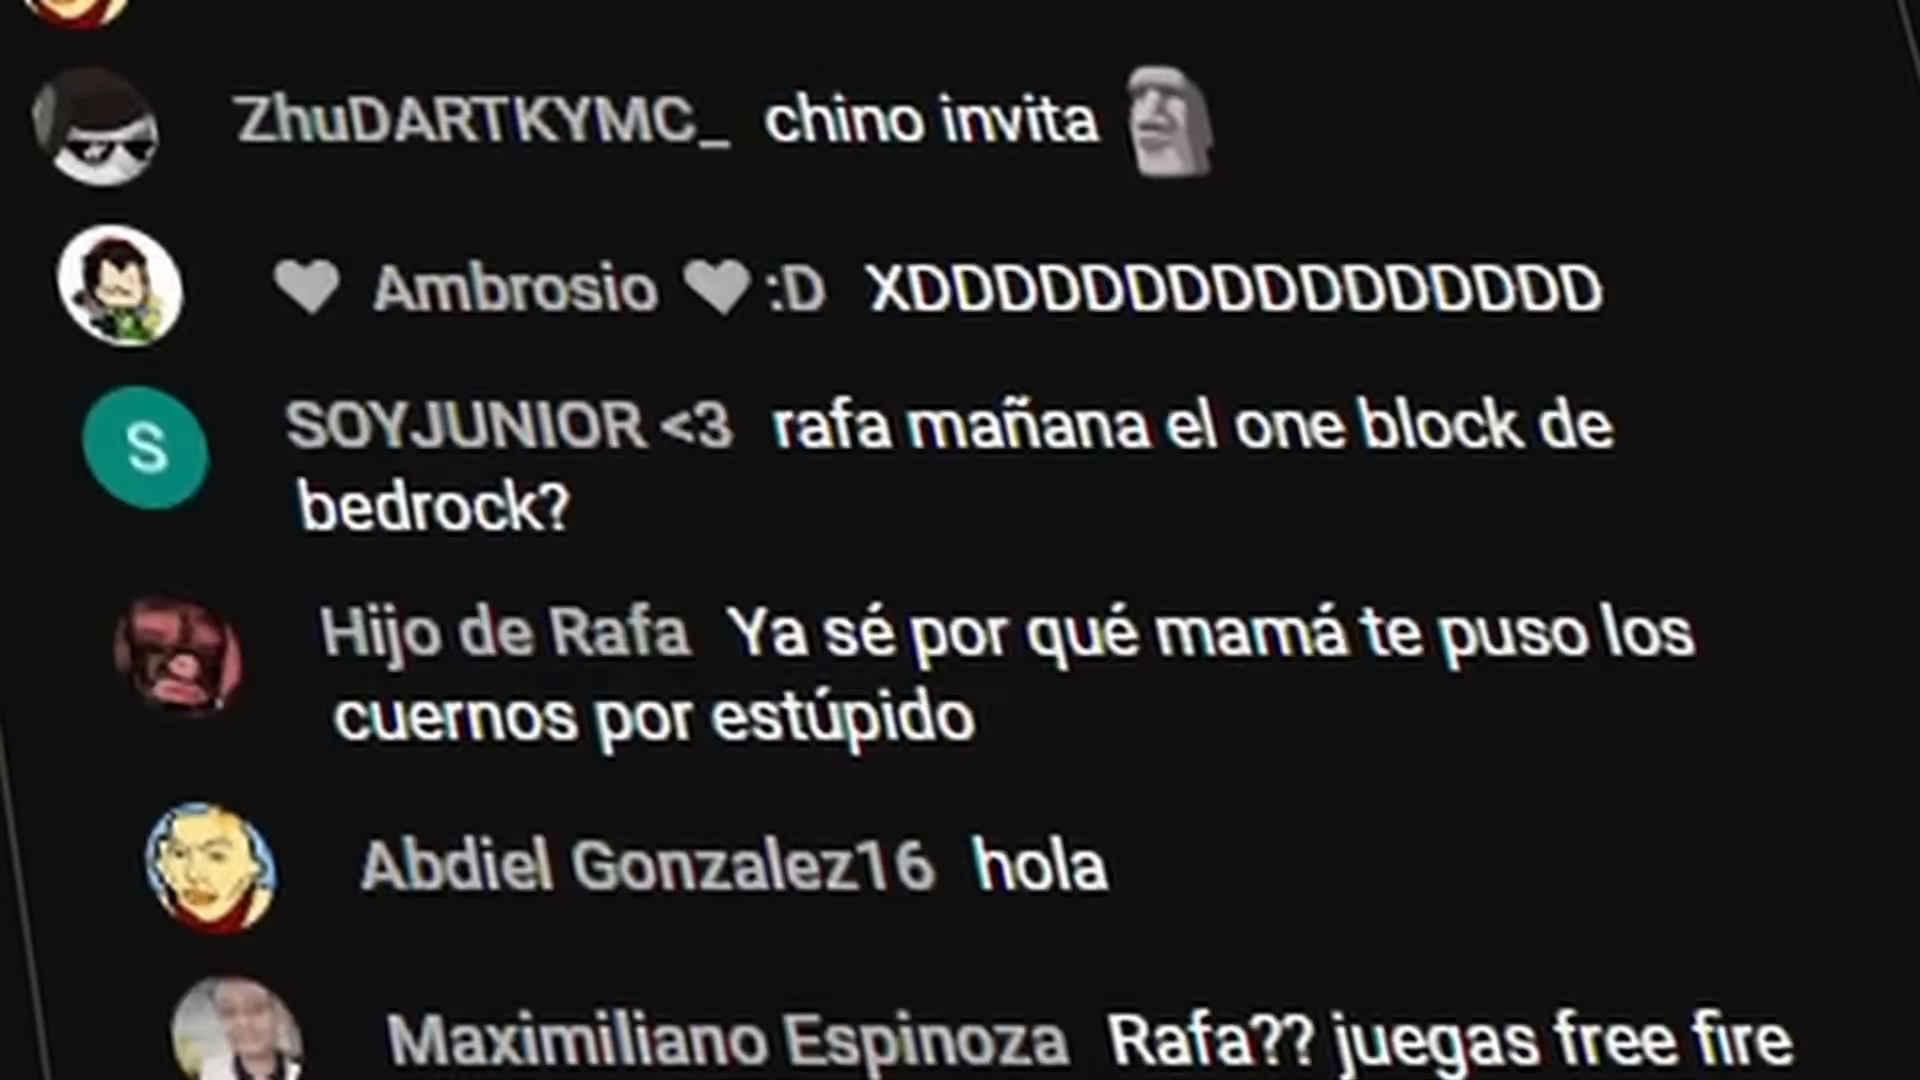 ZhuDARTKYMC_ chino invita 🗿
🤍 Ambrosio 🤍 :D XDDDDDDDDDDDDDDDD
S SOYJUNIOR <3 rafa mañana el one block de
bedrock?
Hijo de Rafa Ya sé por qué mamá te puso los
cuernos por estúpido
Abdiel Gonzalez16 hola
Maximiliano Espinoza Rafa?? juegas free fire